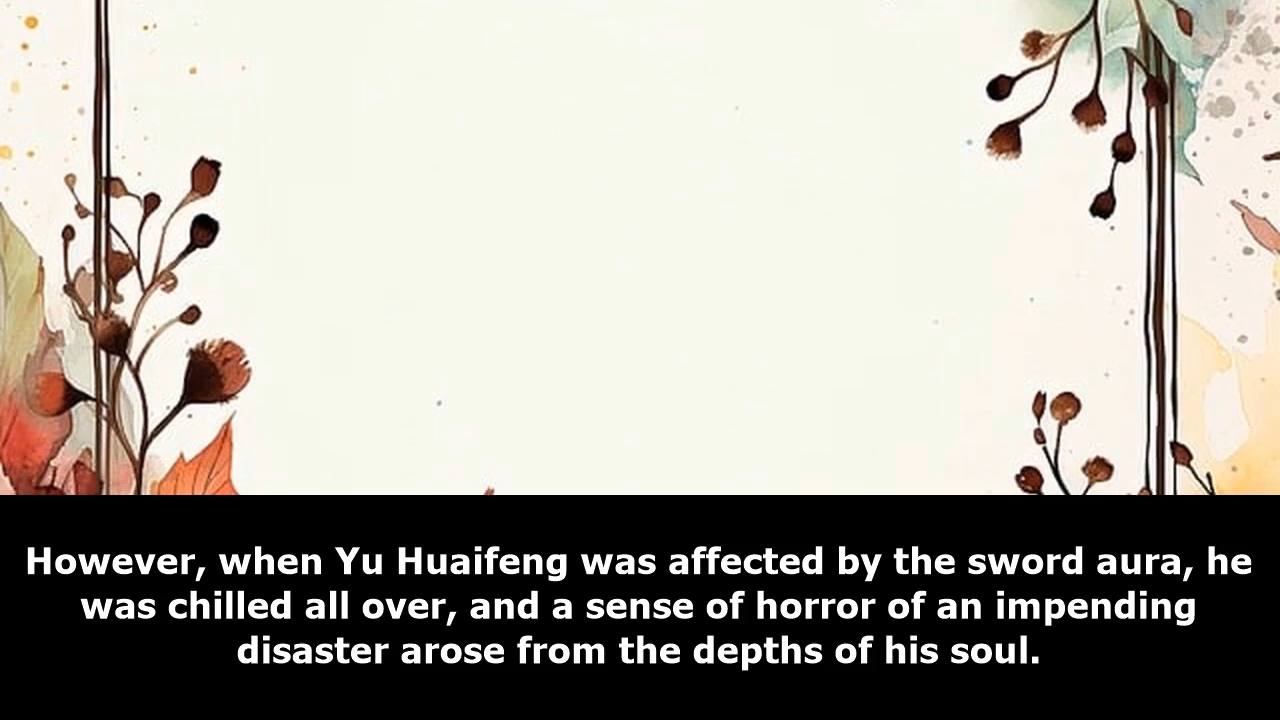 However, when Yu Huaifeng was affected by the sword aura, he
was chilled all over, and a sense of horror of an impending
disaster arose from the depths of his soul.